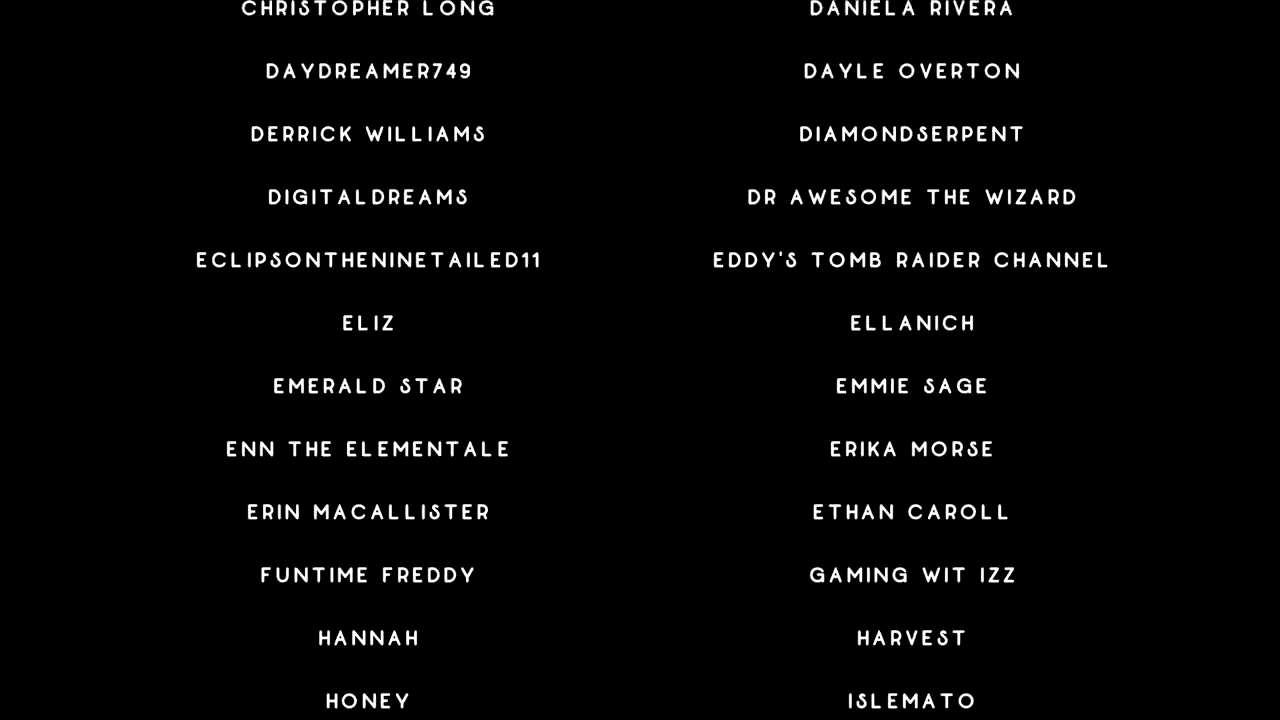 CHRISTOPHER LONG DANIELA RIVERA
DAYDREAMER749 DAYLE OVERTON
DERRICK WILLIAMS DIAMONDSERPENT
DIGITALDREAMS DR AWESOME THE WIZARD
ECLIPSONTHENINETAILED11 EDDY'S TOMB RAIDER CHANNEL
ELIZ ELLANICH
EMERALD STAR EMMIE SAGE
ENN THE ELEMENTALE ERIKA MORSE
ERIN MACALLISTER ETHAN CAROLL
FUNTIME FREDDY GAMING WIT IZZ
HANNAH HARVEST
HONEY ISLEMATO